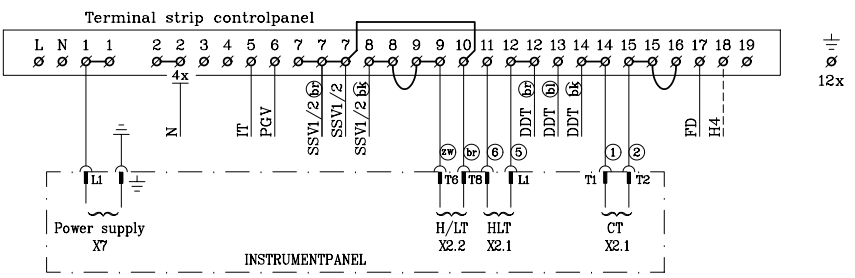 Terminal strip controlpanel
L N 1 1 2 2 3 4 5 6 7 7 7 8 8 9 9 10 11 12 12 13 14 14 15 15 16 17 18 19
4x
12x
N
IT
PGV
SSV1/2 br
SSV1/2
SSV1/2 bk
DDT br
DDT bl
DDT bk
FD
H4
zw br 6 5 1 2
L1 T6 T8 L1 T1 T2
Power supply H/LT HLT CT
X7 X2.2 X2.1 X2.1
INSTRUMENTPANEL